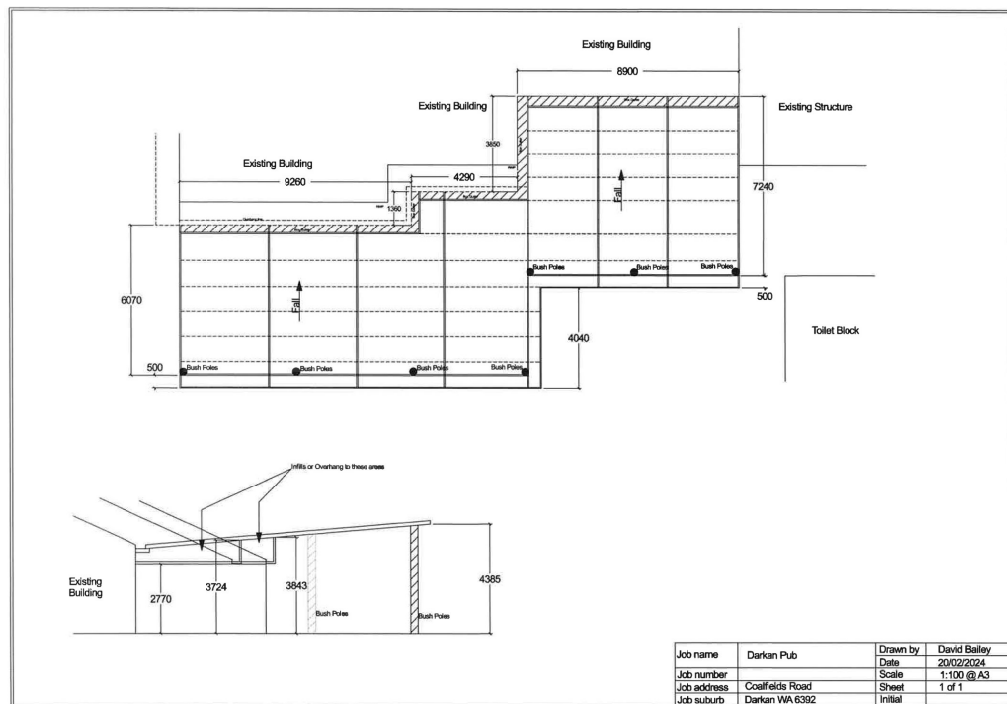 Existing Building
8900
Existing Building
Existing Structure
3850
Existing Building
9260
4290
7240
1360
Fall
Bush Poles
Bush Poles
Bush Poles
6070
Fall
500
4040
Toilet Block
500
Bush Poles
Bush Poles
Bush Poles
Bush Poles
Infills or Overhang to these areas
Existing
Building
2770
3724
3843
4385
Bush Poles
Bush Poles
Job name Darkan Pub Drawn by David Bailey
Date 20/02/2024
Job number Scale 1:100 @ A3
Job address Coalfeilds Road Sheet 1 of 1
Job suburb Darkan WA 6392 Initial